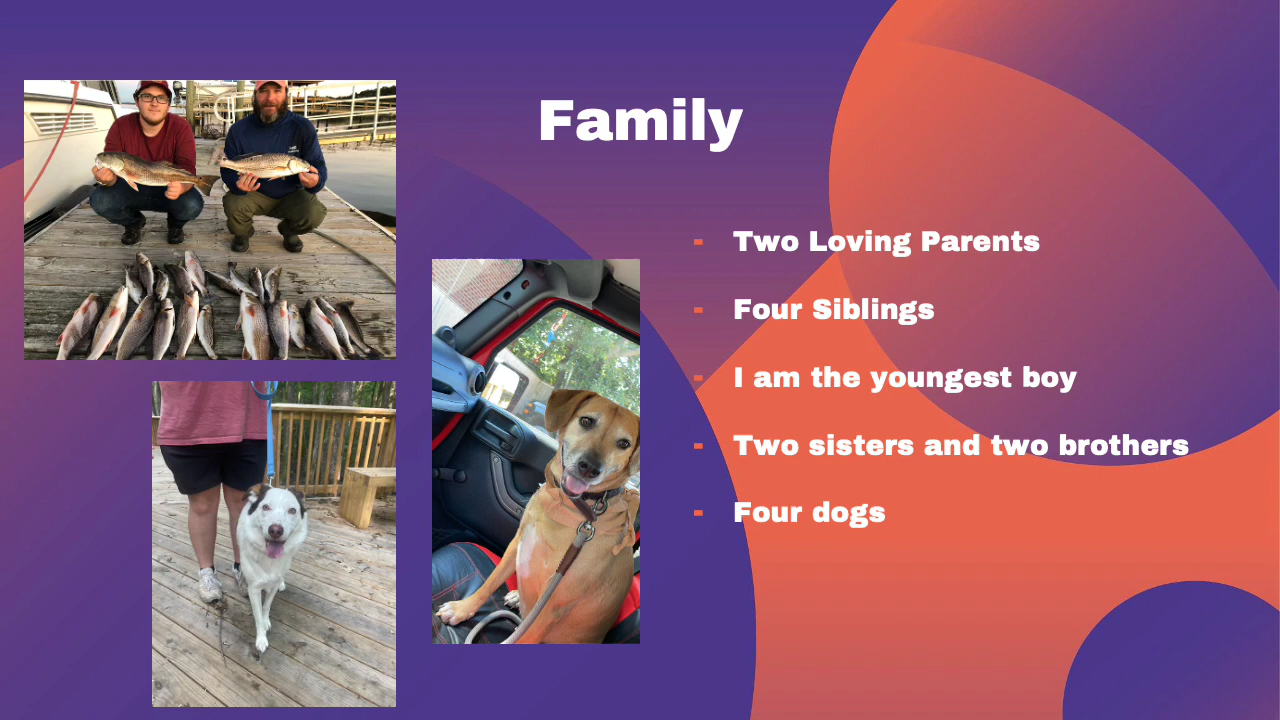 Family
- Two Loving Parents
- Four Siblings
- I am the youngest boy
- Two sisters and two brothers
- Four dogs